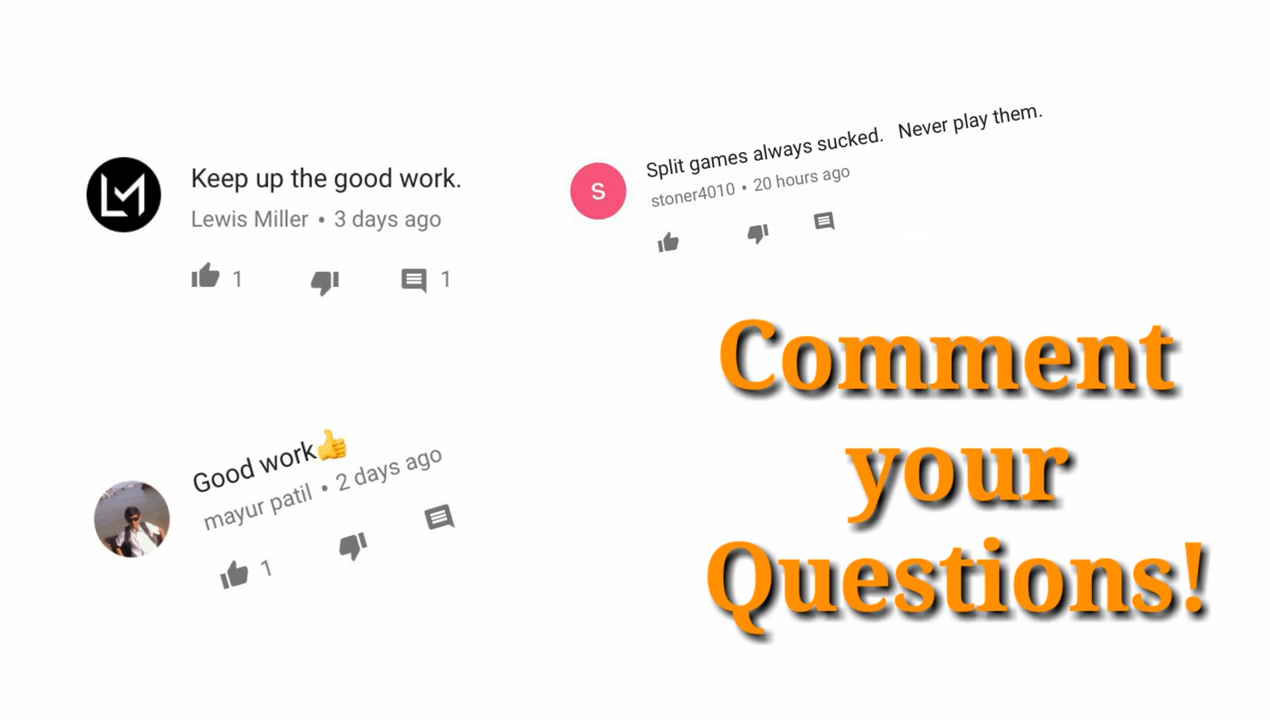 LM
Keep up the good work.
Lewis Miller • 3 days ago
1 1
S
Split games always sucked. Never play them.
stoner4010 • 20 hours ago
Good work👍
mayur patil • 2 days ago
1
Comment
your
Questions!